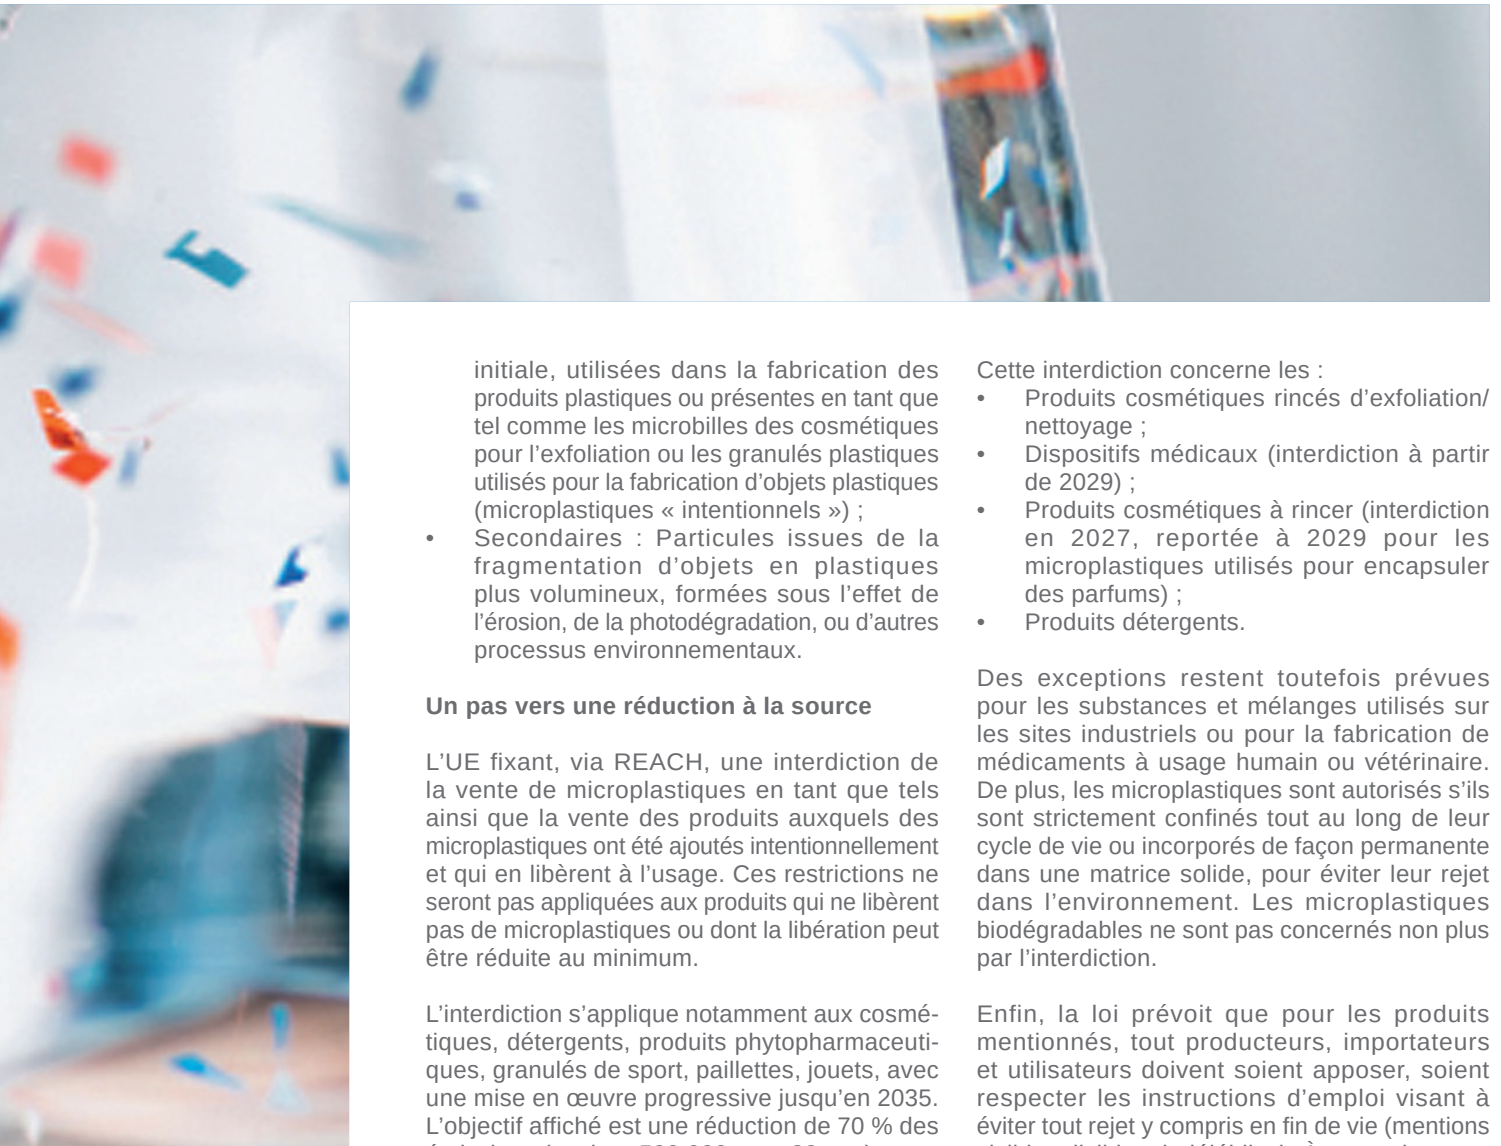 initiale, utilisées dans la fabrication des
produits plastiques ou présentes en tant que
tel comme les microbilles des cosmétiques
pour l’exfoliation ou les granulés plastiques
utilisés pour la fabrication d’objets plastiques
(microplastiques « intentionnels ») ;
• Secondaires : Particules issues de la
fragmentation d’objets en plastiques
plus volumineux, formées sous l’effet de
l’érosion, de la photodégradation, ou d’autres
processus environnementaux.
Un pas vers une réduction à la source
L’UE fixant, via REACH, une interdiction de
la vente de microplastiques en tant que tels
ainsi que la vente des produits auxquels des
microplastiques ont été ajoutés intentionnellement
et qui en libèrent à l’usage. Ces restrictions ne
seront pas appliquées aux produits qui ne libèrent
pas de microplastiques ou dont la libération peut
être réduite au minimum.
L’interdiction s’applique notamment aux cosmé-
tiques, détergents, produits phytopharmaceuti-
ques, granulés de sport, paillettes, jouets, avec
une mise en œuvre progressive jusqu’en 2035.
L’objectif affiché est une réduction de 70 % des
Cette interdiction concerne les :
• Produits cosmétiques rincés d’exfoliation/
nettoyage ;
• Dispositifs médicaux (interdiction à partir
de 2029) ;
• Produits cosmétiques à rincer (interdiction
en 2027, reportée à 2029 pour les
microplastiques utilisés pour encapsuler
des parfums) ;
• Produits détergents.
Des exceptions restent toutefois prévues
pour les substances et mélanges utilisés sur
les sites industriels ou pour la fabrication de
médicaments à usage humain ou vétérinaire.
De plus, les microplastiques sont autorisés s’ils
sont strictement confinés tout au long de leur
cycle de vie ou incorporés de façon permanente
dans une matrice solide, pour éviter leur rejet
dans l’environnement. Les microplastiques
biodégradables ne sont pas concernés non plus
par l’interdiction.
Enfin, la loi prévoit que pour les produits
mentionnés, tout producteurs, importateurs
et utilisateurs doivent soient apposer, soient
respecter les instructions d’emploi visant à
éviter tout rejet y compris en fin de vie (mentions